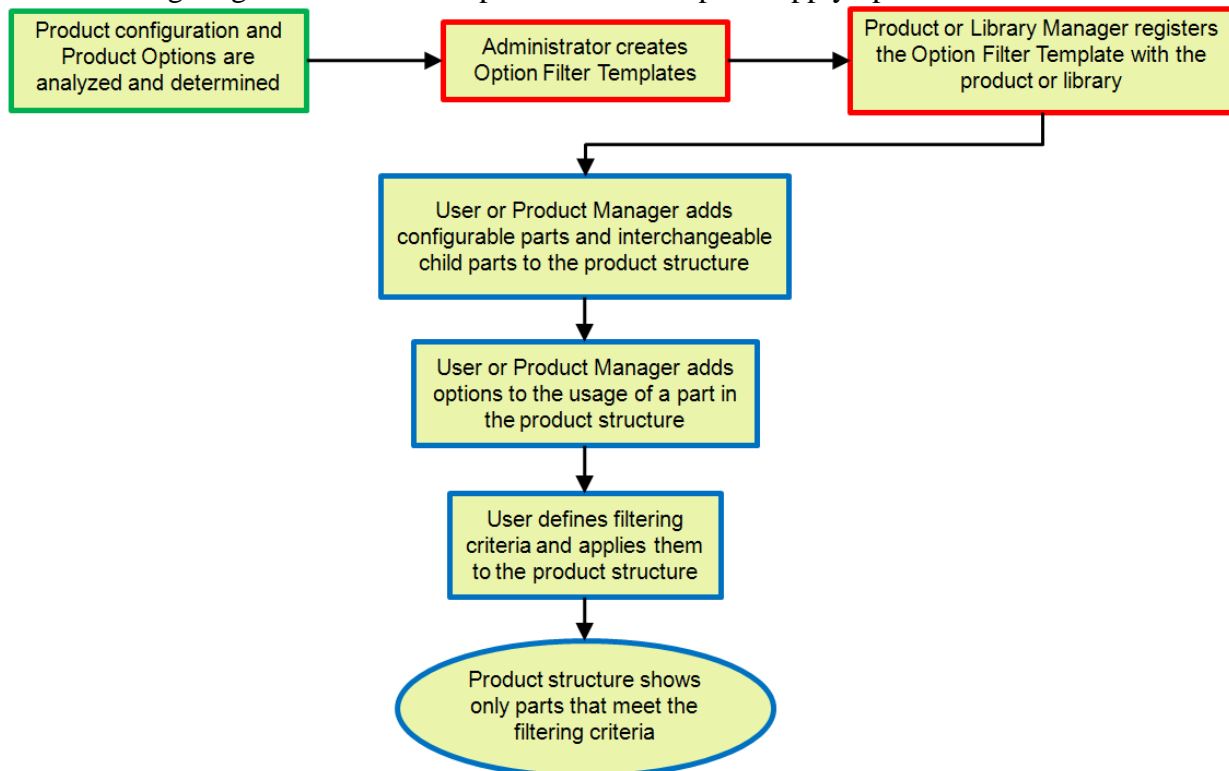 Product configuration and
Product Options are
analyzed and determined
Administrator creates
Option Filter Templates
Product or Library Manager registers
the Option Filter Template with the
product or library
User or Product Manager adds
configurable parts and interchangeable
child parts to the product structure
User or Product Manager adds
options to the usage of a part in
the product structure
User defines filtering
criteria and applies them
to the product structure
Product structure shows
only parts that meet the
filtering criteria